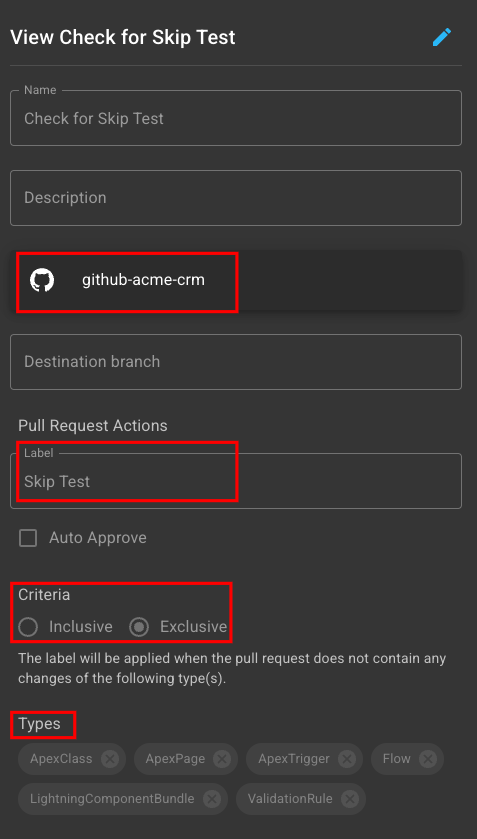 View Check for Skip Test
Name
Check for Skip Test
Description
github-acme-crm
Destination branch
Pull Request Actions
Label
Skip Test
Auto Approve
Criteria
Inclusive Exclusive
The label will be applied when the pull request does not contain any
changes of the following type(s).
Types
ApexClass ApexPage ApexTrigger Flow
LightningComponentBundle ValidationRule